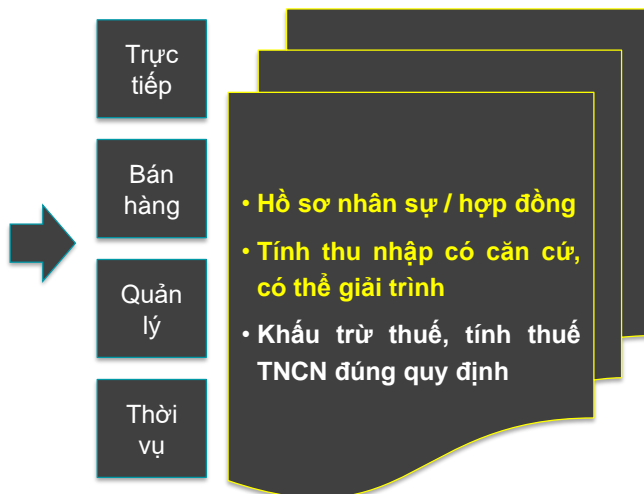 Trực
tiếp
Bán
hàng
Quản
lý
Thời
vụ
• Hồ sơ nhân sự / hợp đồng
• Tính thu nhập có căn cứ,
có thể giải trình
• Khấu trừ thuế, tính thuế
TNCN đúng quy định